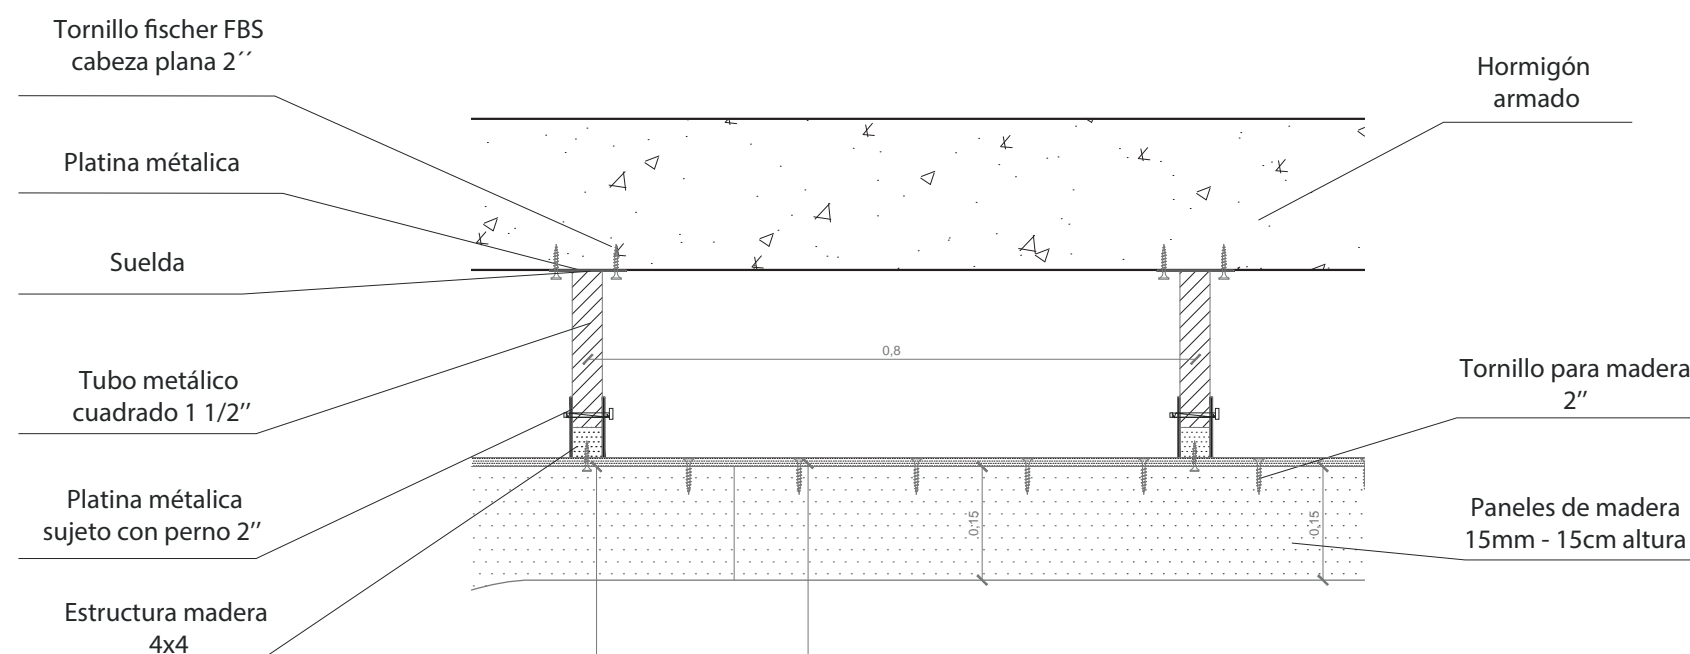 Tornillo fischer FBS
cabeza plana 2´´
Platina métalica
Suelda
Tubo metálico
cuadrado 1 1/2”
Platina métalica
sujeto con perno 2”
Estructura madera
4x4
0,8
0,15
0,15
Hormigón
armado
Tornillo para madera
2”
Paneles de madera
15mm - 15cm altura